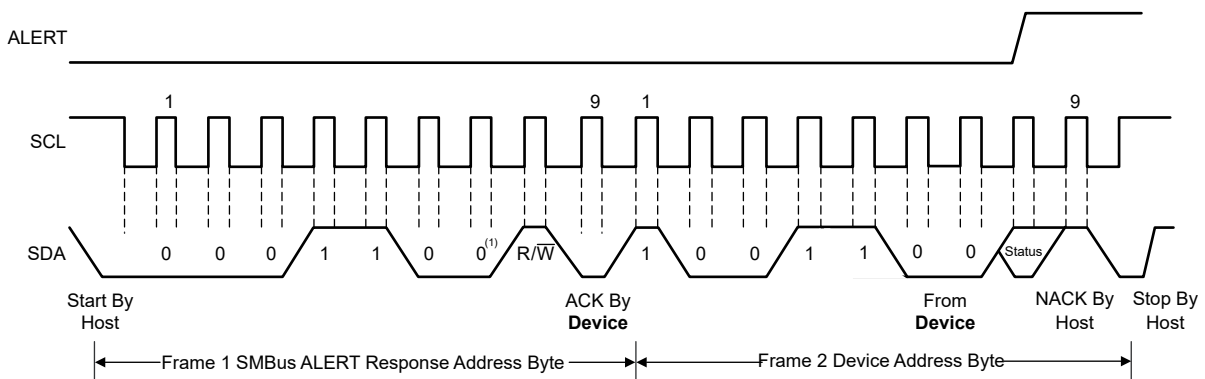 ALERT
1 9 1 9
SCL
SDA 0 0 0 1 1 0 0(1) R/W̅ 1 0 0 1 1 0 0 Status
Start By
Host
ACK By
Device
From
Device
NACK By
Host
Stop By
Host
Frame 1 SMBus ALERT Response Address Byte
Frame 2 Device Address Byte